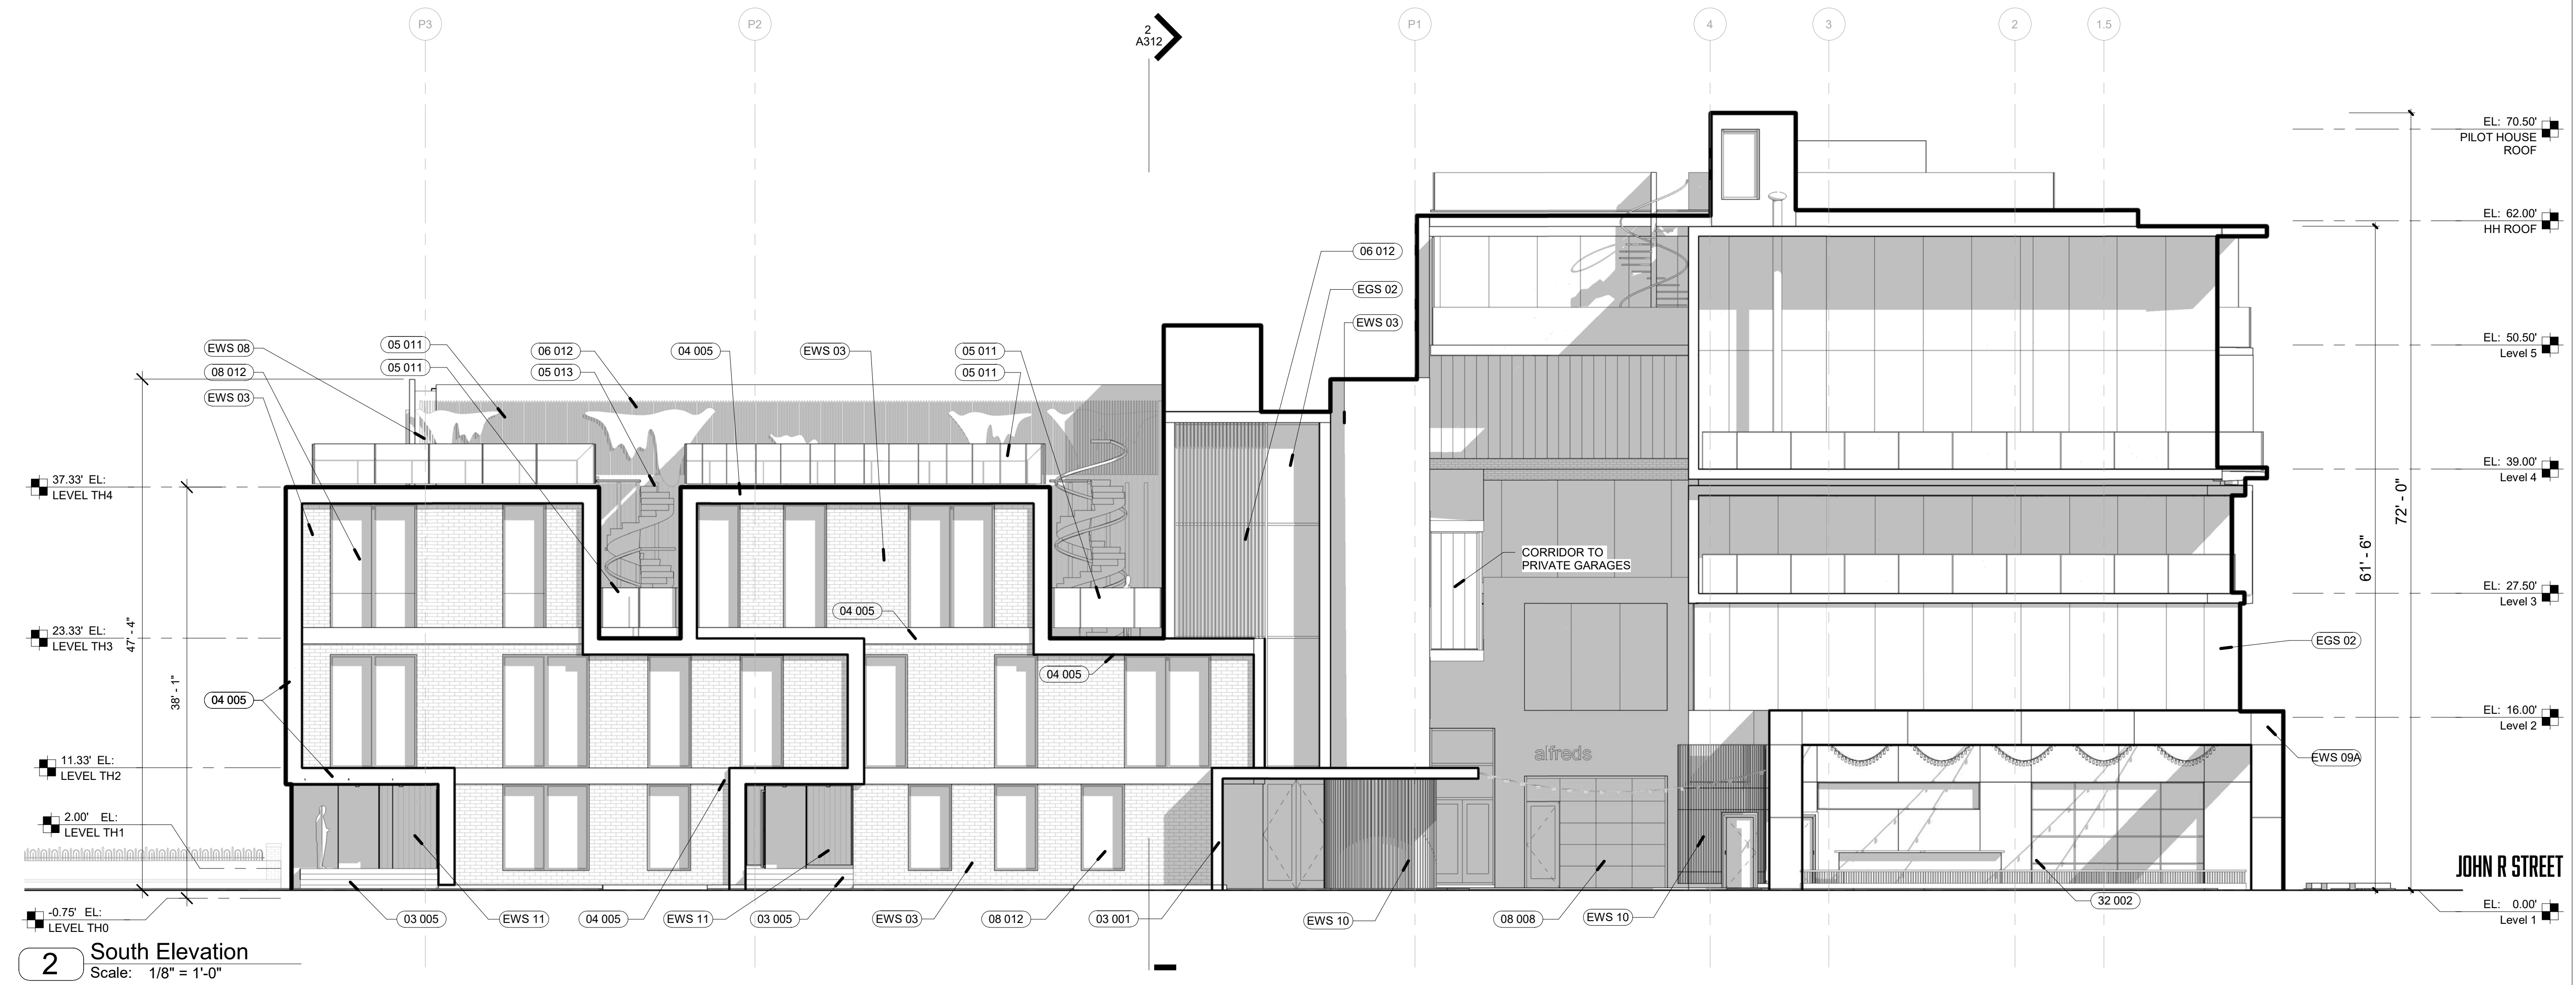 P3
P2
2
A312
P1
4
3
2
1.5
EL: 70.50'
PILOT HOUSE
ROOF
EL: 62.00'
HH ROOF
06 012
EGS 02
EWS 03
EL: 50.50'
Level 5
EWS 08
05 011
06 012
04 005
EWS 03
05 011
08 012
05 011
05 013
05 011
EWS 03
EL: 39.00'
Level 4
37.33' EL:
LEVEL TH4
72' - 0"
61' - 6"
CORRIDOR TO
PRIVATE GARAGES
EL: 27.50'
Level 3
04 005
23.33' EL:
LEVEL TH3
47' - 4"
EGS 02
04 005
38' - 1"
04 005
EL: 16.00'
Level 2
alfreds
EWS 09A
11.33' EL:
LEVEL TH2
2.00' EL:
LEVEL TH1
JOHN R STREET
32 002
EL: 0.00'
Level 1
-0.75' EL:
LEVEL TH0
03 005
EWS 11
04 005
EWS 11
03 005
EWS 03
08 012
03 001
EWS 10
08 008
EWS 10
2
South Elevation
Scale: 1/8" = 1'-0"